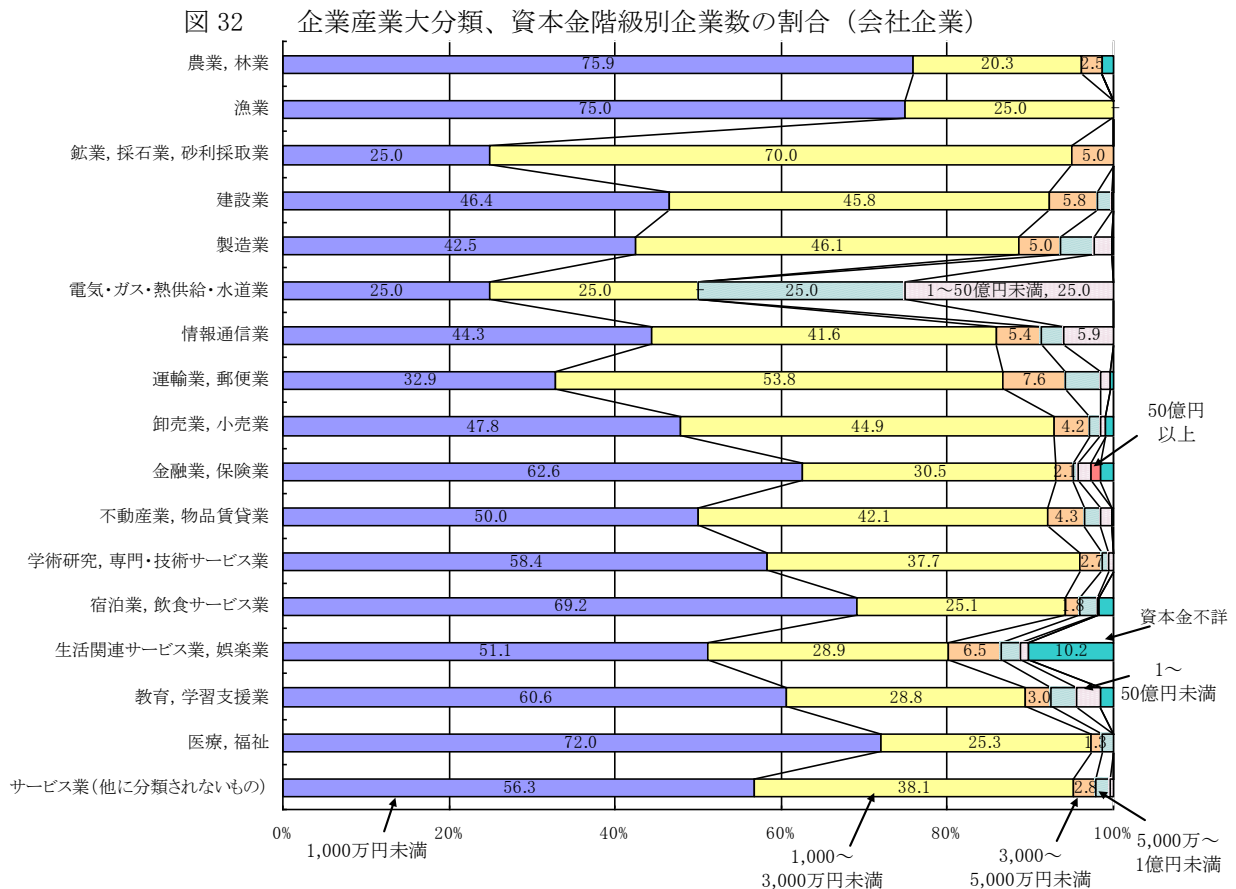 図 32　企業産業大分類、資本金階級別企業数の割合（会社企業）
農業, 林業 75.9 20.3 2.5
漁業 75.0 25.0 -
鉱業, 採石業, 砂利採取業 25.0 70.0 5.0
建設業 46.4 45.8 5.8
製造業 42.5 46.1 5.0
電気・ガス・熱供給・水道業 25.0 25.0 - 25.0 1～50億円未満, 25.0
情報通信業 44.3 41.6 5.4 5.9
運輸業, 郵便業 32.9 53.8 7.6
卸売業, 小売業 47.8 44.9 4.2
50億円
以上
金融業, 保険業 62.6 30.5 2.1
不動産業, 物品賃貸業 50.0 42.1 4.3
学術研究, 専門・技術サービス業 58.4 37.7 2.7
宿泊業, 飲食サービス業 69.2 25.1 1.8
資本金不詳
生活関連サービス業, 娯楽業 51.1 28.9 6.5 10.2
1～
50億円未満
教育, 学習支援業 60.6 28.8 3.0
医療, 福祉 72.0 25.3 1.3
サービス業（他に分類されないもの） 56.3 38.1 2.8
0% 20% 40% 60% 80% 100%
1,000万円未満
1,000～
3,000万円未満
3,000～
5,000万円未満
5,000万～
1億円未満